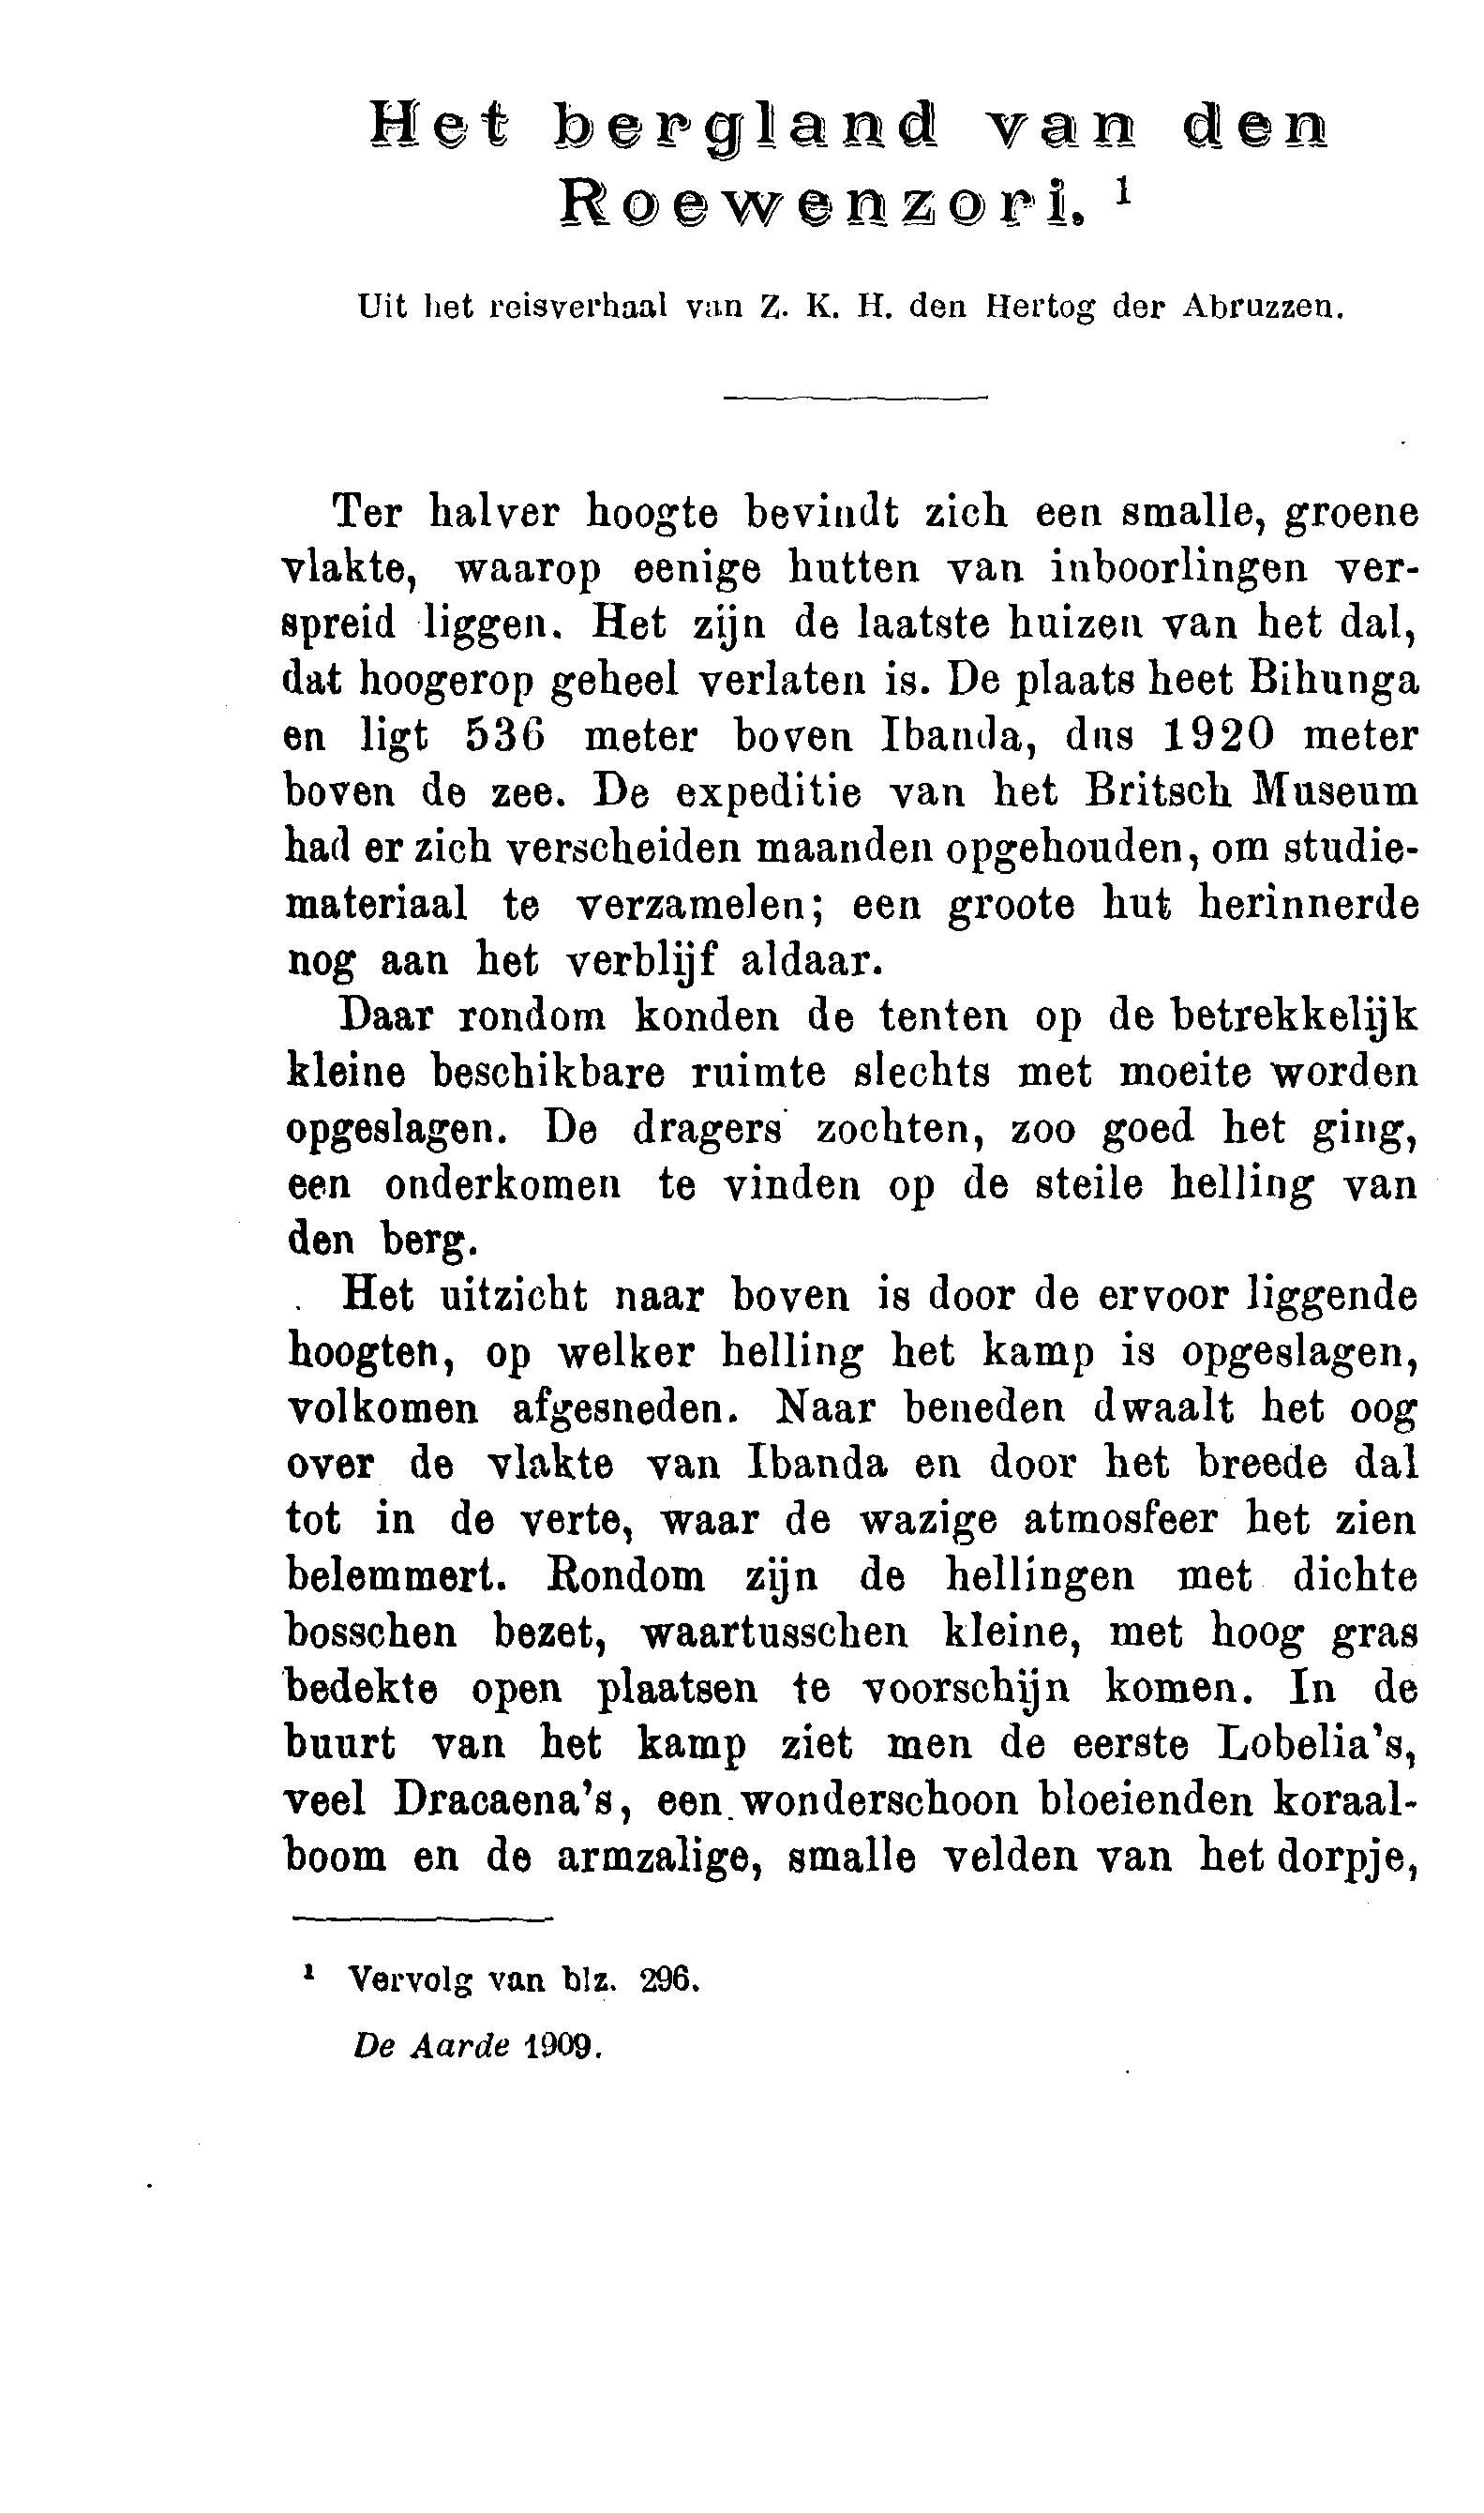 Het bergland van den
Roewenzori. ¹
Uit het reisverhaal van Z. K. H. den Hertog der Abruzzen.
Ter halver hoogte bevindt zich een smalle, groene
vlakte, waarop eenige hutten van inboorlingen ver-
spreid liggen. Het zijn de laatste huizen van het dal,
dat hoogerop geheel verlaten is. De plaats heet Bihunga
en ligt 536 meter boven Ibanda, dus 1920 meter
boven de zee. De expeditie van het Britsch Museum
had er zich verscheiden maanden opgehouden, om studie-
materiaal te verzamelen; een groote hut herinnerde
nog aan het verblijf aldaar.
Daar rondom konden de tenten op de betrekkelijk
kleine beschikbare ruimte slechts met moeite worden
opgeslagen. De dragers zochten, zoo goed het ging,
een onderkomen te vinden op de steile helling van
den berg.
Het uitzicht naar boven is door de ervoor liggende
hoogten, op welker helling het kamp is opgeslagen,
volkomen afgesneden. Naar beneden dwaalt het oog
over de vlakte van Ibanda en door het breede dal
tot in de verte, waar de wazige atmosfeer het zien
belemmert. Rondom zijn de hellingen met dichte
bosschen bezet, waartusschen kleine, met hoog gras
bedekte open plaatsen te voorschijn komen. In de
buurt van het kamp ziet men de eerste Lobelia's,
veel Dracaena's, een wonderschoon bloeienden koraal-
boom en de armzalige, smalle velden van het dorpje,
¹ Vervolg van blz. 296.
De Aarde 1909.